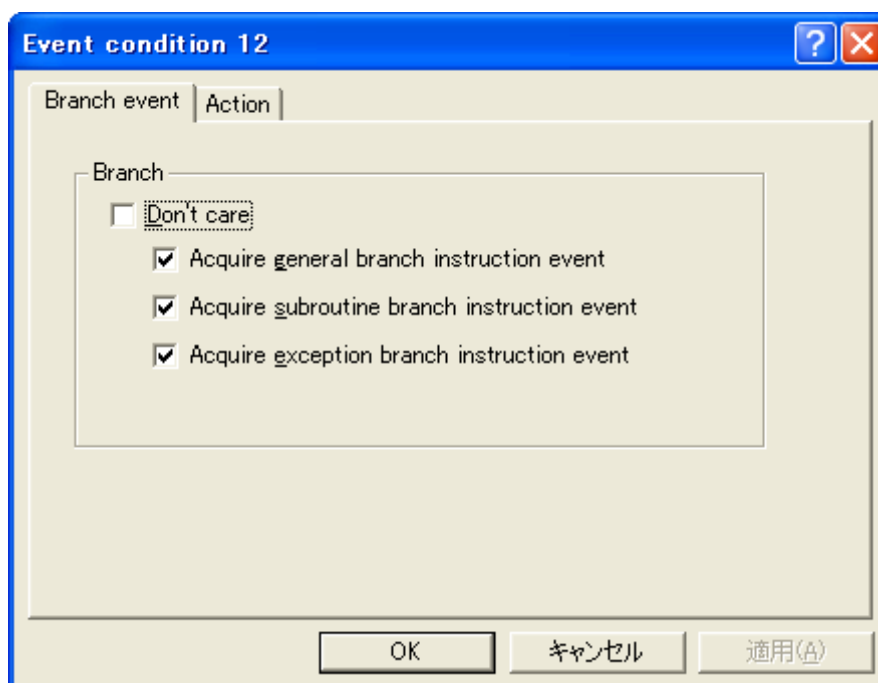 Event condition 12
Branch event Action
Branch
Don't care
Acquire general branch instruction event
Acquire subroutine branch instruction event
Acquire exception branch instruction event
OK キャンセル 適用(A)